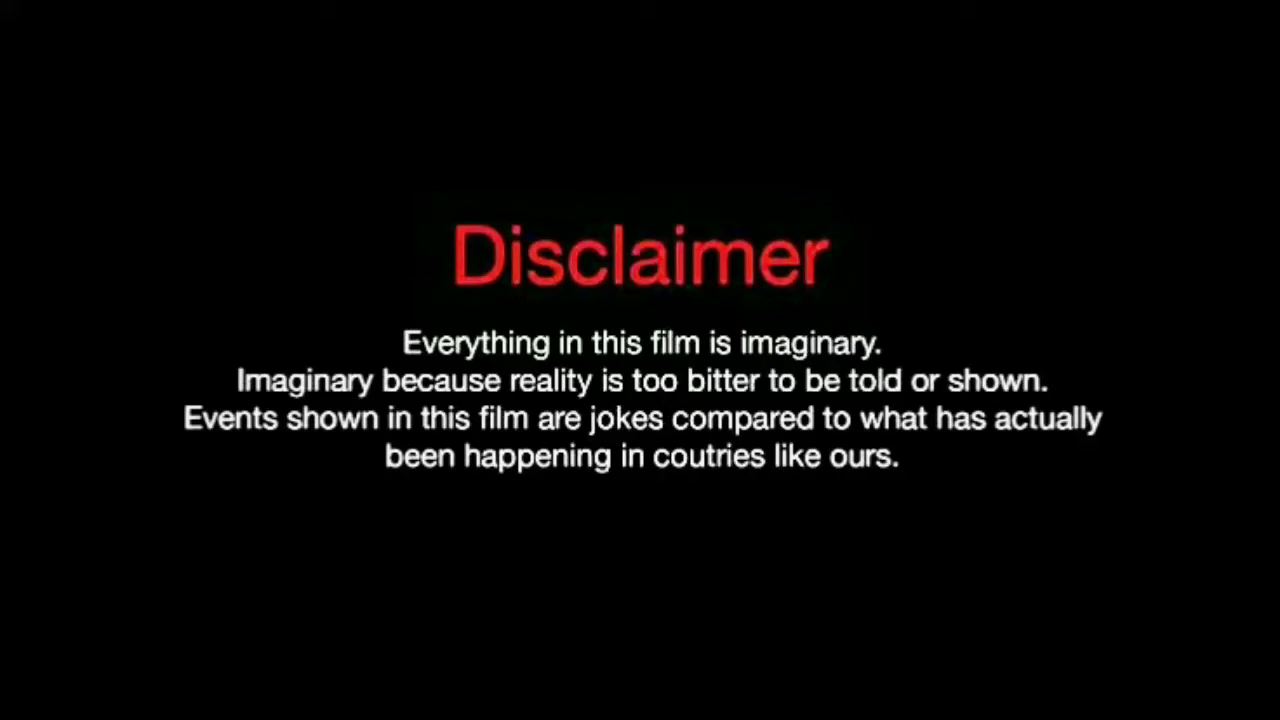 Disclaimer
Everything in this film is imaginary.
Imaginary because reality is too bitter to be told or shown.
Events shown in this film are jokes compared to what has actually
been happening in coutries like ours.